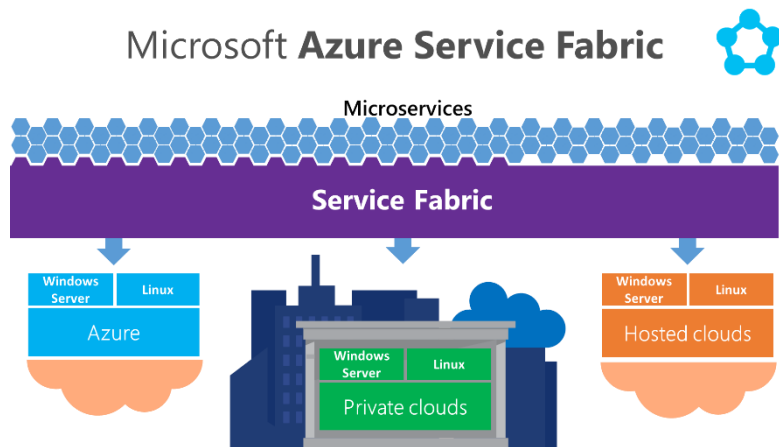 Microsoft Azure Service Fabric
Microservices
Service Fabric
Windows
Server
Linux
Azure
Windows
Server
Linux
Private clouds
Windows
Server
Linux
Hosted clouds